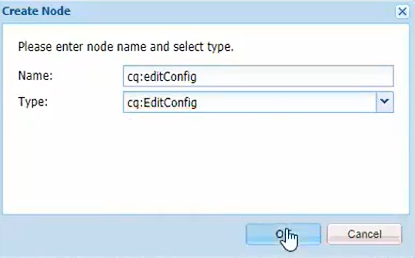 Create Node
Please enter node name and select type.
Name: cq:editConfig
Type: cq:EditConfig
Cancel